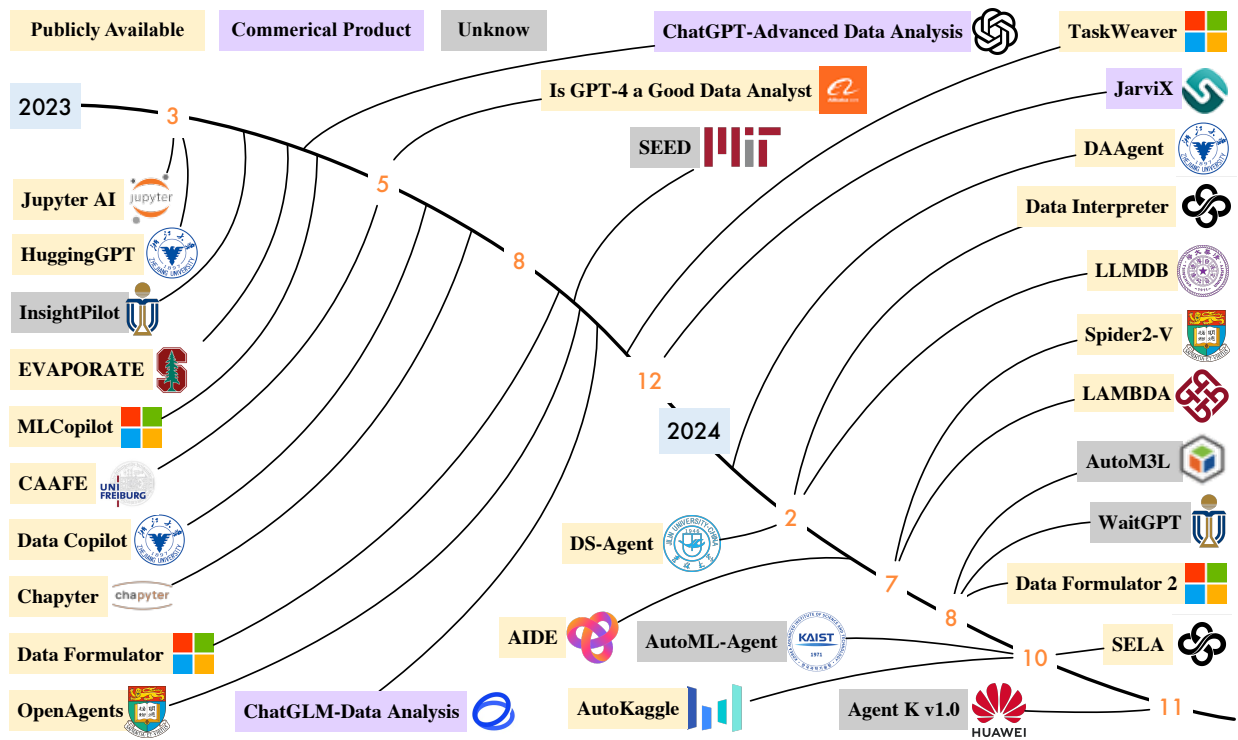 Publicly Available
Commerical Product
Unknow
ChatGPT-Advanced Data Analysis
TaskWeaver
Is GPT-4 a Good Data Analyst
JarviX
2023
3
SEED
DAAgent
5
Jupyter AI
jupyter
Data Interpreter
HuggingGPT
8
LLMDB
InsightPilot
Spider2-V
EVAPORATE
12
LAMBDA
MLCopilot
2024
AutoM3L
CAAFE
UNI
FREIBURG
2
WaitGPT
Data Copilot
DS-Agent
Chapyter
chapyter
7
Data Formulator 2
8
AIDE
AutoML-Agent
KAIST
1971
SELA
Data Formulator
10
OpenAgents
ChatGLM-Data Analysis
AutoKaggle
Agent K v1.0
HUAWEI
11